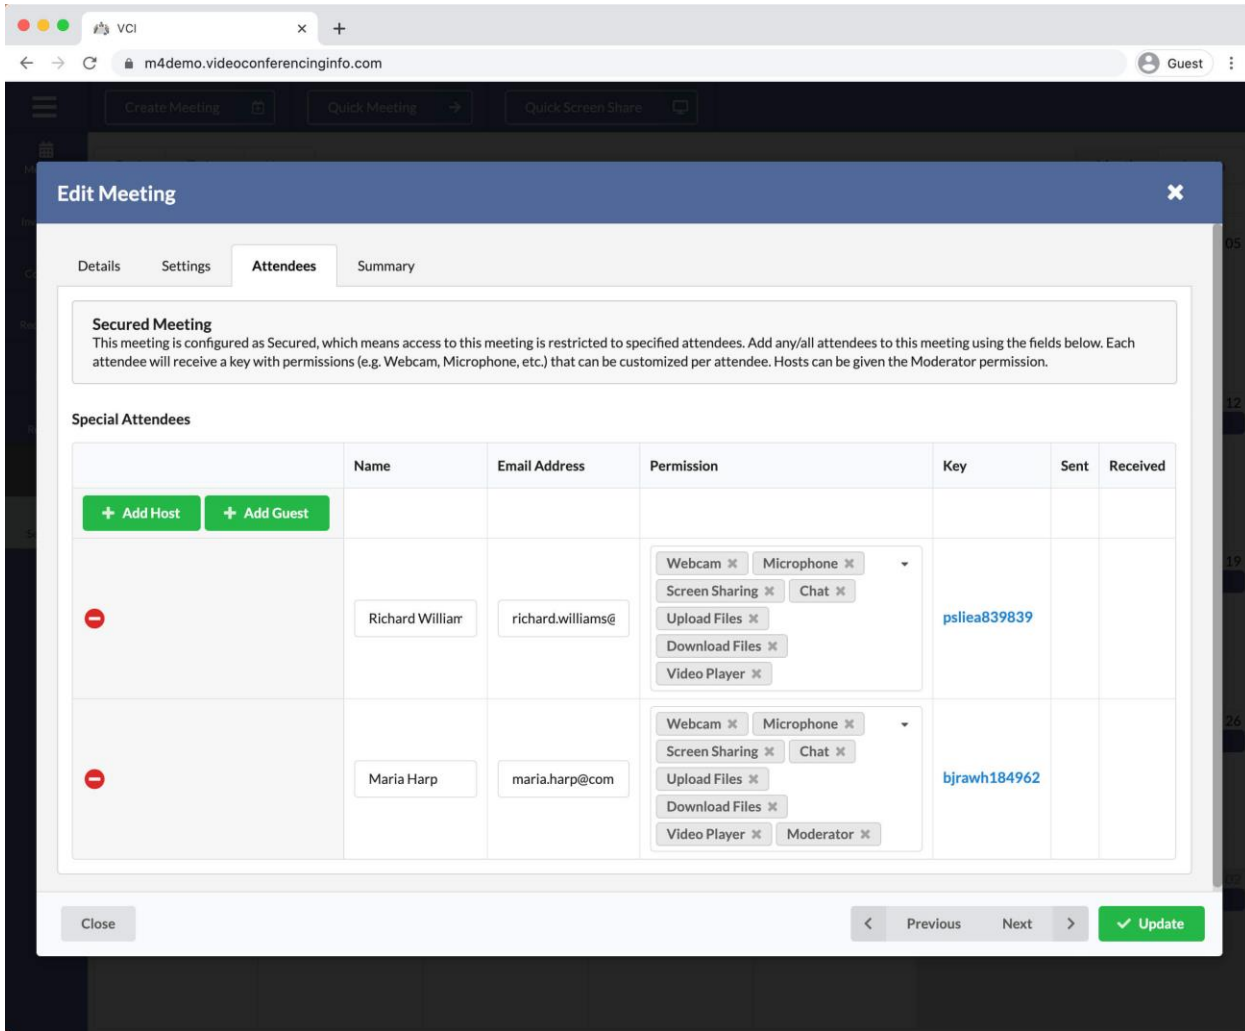 VCI
m4demo.videoconferencinginfo.com
Guest
Create Meeting
Quick Meeting
Quick Screen Share
Edit Meeting
Details
Settings
Attendees
Summary
Secured Meeting
This meeting is configured as Secured, which means access to this meeting is restricted to specified attendees. Add any/all attendees to this meeting using the fields below. Each
attendee will receive a key with permissions (e.g. Webcam, Microphone, etc.) that can be customized per attendee. Hosts can be given the Moderator permission.
Special Attendees
Name Email Address Permission Key Sent Received
Add Host
Add Guest
Richard William
richard.williams@
Webcam Microphone
Screen Sharing Chat
Upload Files
Download Files
Video Player
psliea839839
Maria Harp
maria.harp@com
Webcam Microphone
Screen Sharing Chat
Upload Files
Download Files
Video Player Moderator
bjrawh184962
Close
Previous
Next
Update
05
12
19
26